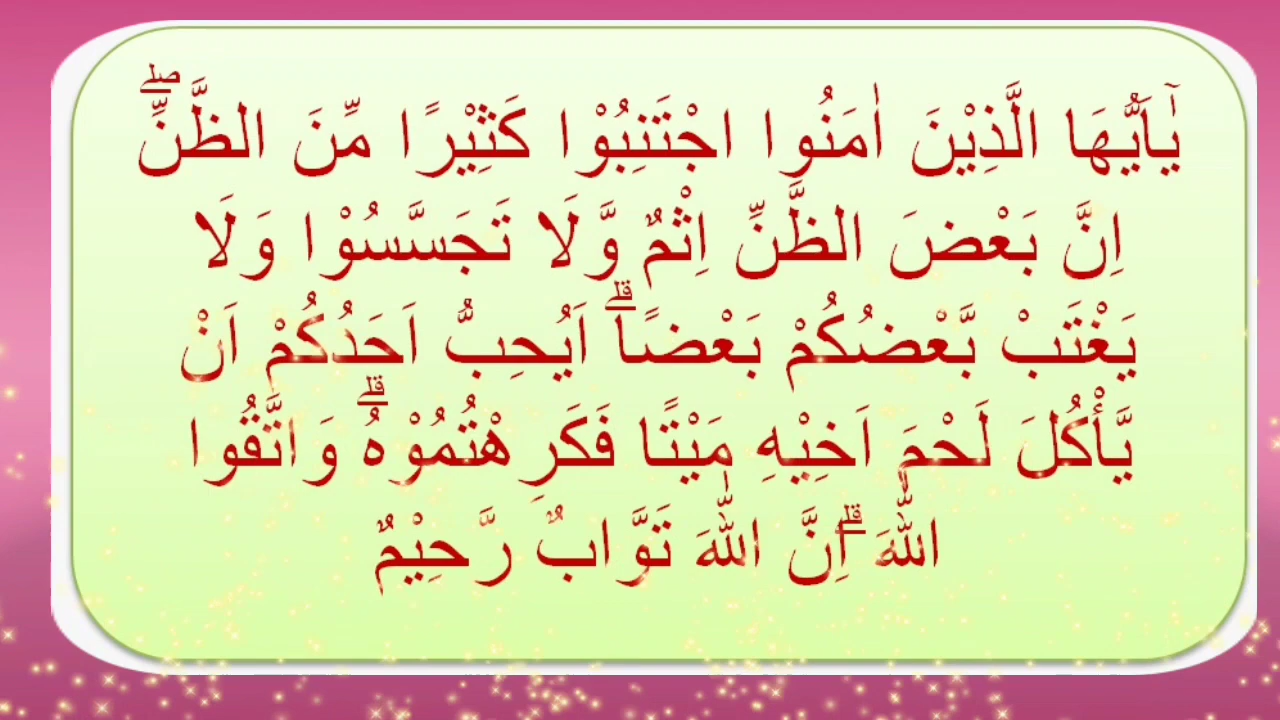 يٰٓاَيُّهَا الَّذِيْنَ اٰمَنُوا اجْتَنِبُوْا كَثِيْرًا مِّنَ الظَّنِّۖ
اِنَّ بَعْضَ الظَّنِّ اِثْمٌ وَّلَا تَجَسَّسُوْا وَلَا
يَغْتَبْ بَّعْضُكُمْ بَعْضًاۗ اَيُحِبُّ اَحَدُكُمْ اَنْ
يَّأْكُلَ لَحْمَ اَخِيْهِ مَيْتًا فَكَرِهْتُمُوْهُۗ وَاتَّقُوا
اللّٰهَ ۗاِنَّ اللّٰهَ تَوَّابٌ رَّحِيْمٌ